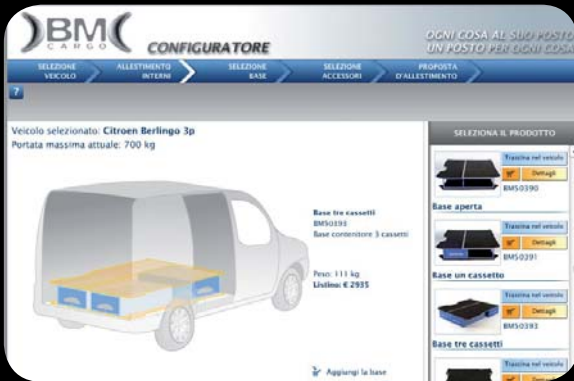 BM
CARGO
CONFIGURATORE
OGNI COSA AL SUO POSTO
UN POSTO PER OGNI COSA
SELEZIONE
VEICOLO
ALLESTIMENTO
INTERNI
SELEZIONE
BASE
SELEZIONE
ACCESSORI
PROPOSTA
D'ALLESTIMENTO
?
Veicolo selezionato: Citroen Berlingo 3p
Portata massima attuale: 700 kg
Base tre cassetti
BMS0393
Base contenitore 3 cassetti
Peso: 111 kg
Listino: € 2935
Aggiungi la base
SELEZIONA IL PRODOTTO
Trascina nel veicolo
Dettagli
BMS0390
Base aperta
Trascina nel veicolo
Dettagli
BMS0391
Base un cassetto
Trascina nel veicolo
Dettagli
BMS0393
Base tre cassetti
Trascina nel veicolo
Dettagli